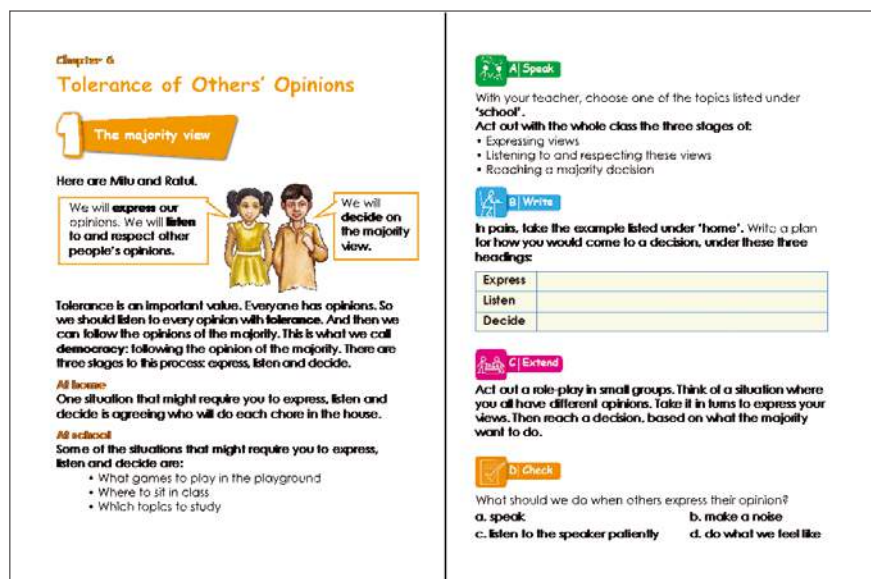 Chapter 6
Tolerance of Others' Opinions
1 The majority view
Here are Mitu and Ratul.
We will express our
opinions. We will listen
to and respect other
people's opinions.
We will
decide on
the majority
view.
Tolerance is an important value. Everyone has opinions. So
we should listen to every opinion with tolerance. And then we
can follow the opinions of the majority. This is what we call
democracy: following the opinion of the majority. There are
three stages to this process: express, listen and decide.
At home
One situation that might require you to express, listen and
decide is agreeing who will do each chore in the house.
At school
Some of the situations that might require you to express,
listen and decide are:
• What games to play in the playground
• Where to sit in class
• Which topics to study
A| Speak
With your teacher, choose one of the topics listed under
'school'.
Act out with the whole class the three stages of:
• Expressing views
• Listening to and respecting these views
• Reaching a majority decision
B| Write
In pairs, take the example listed under 'home'. Write a plan
for how you would come to a decision, under these three
headings:
Express
Listen
Decide
C| Extend
Act out a role-play in small groups. Think of a situation where
you all have different opinions. Take it in turns to express your
views. Then reach a decision, based on what the majority
want to do.
D| Check
What should we do when others express their opinion?
a. speak b. make a noise
c. listen to the speaker patiently d. do what we feel like